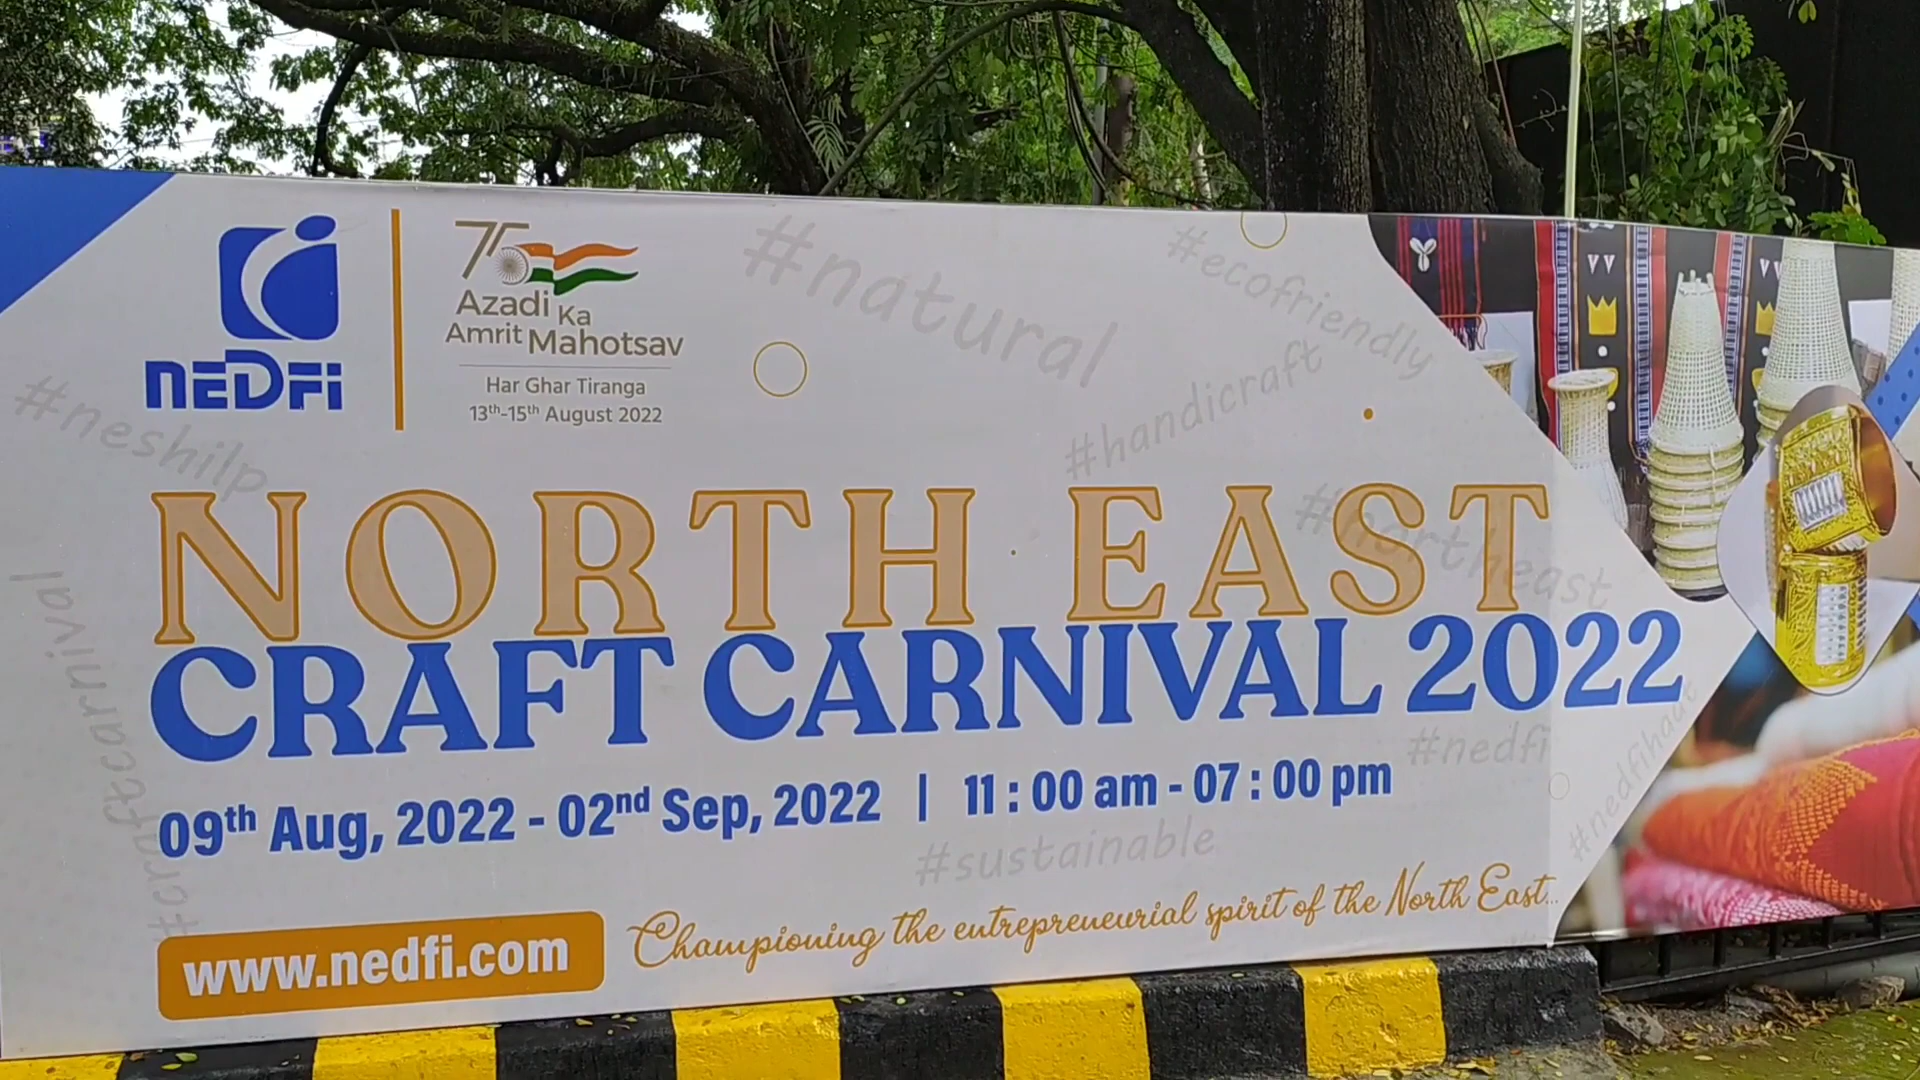 NEDFi
75
Azadi Ka
Amrit Mahotsav
Har Ghar Tiranga
13th-15th August 2022
#natural
#ecofriendly
#handicraft
#neshilp
#northeast
NORTH EAST
CRAFT CARNIVAL 2022
#craftcarnival
#nedfi
#nedfihaat
09th Aug, 2022 - 02nd Sep, 2022 | 11 : 00 am - 07 : 00 pm
#sustainable
www.nedfi.com
Championing the entrepreneurial spirit of the North East...